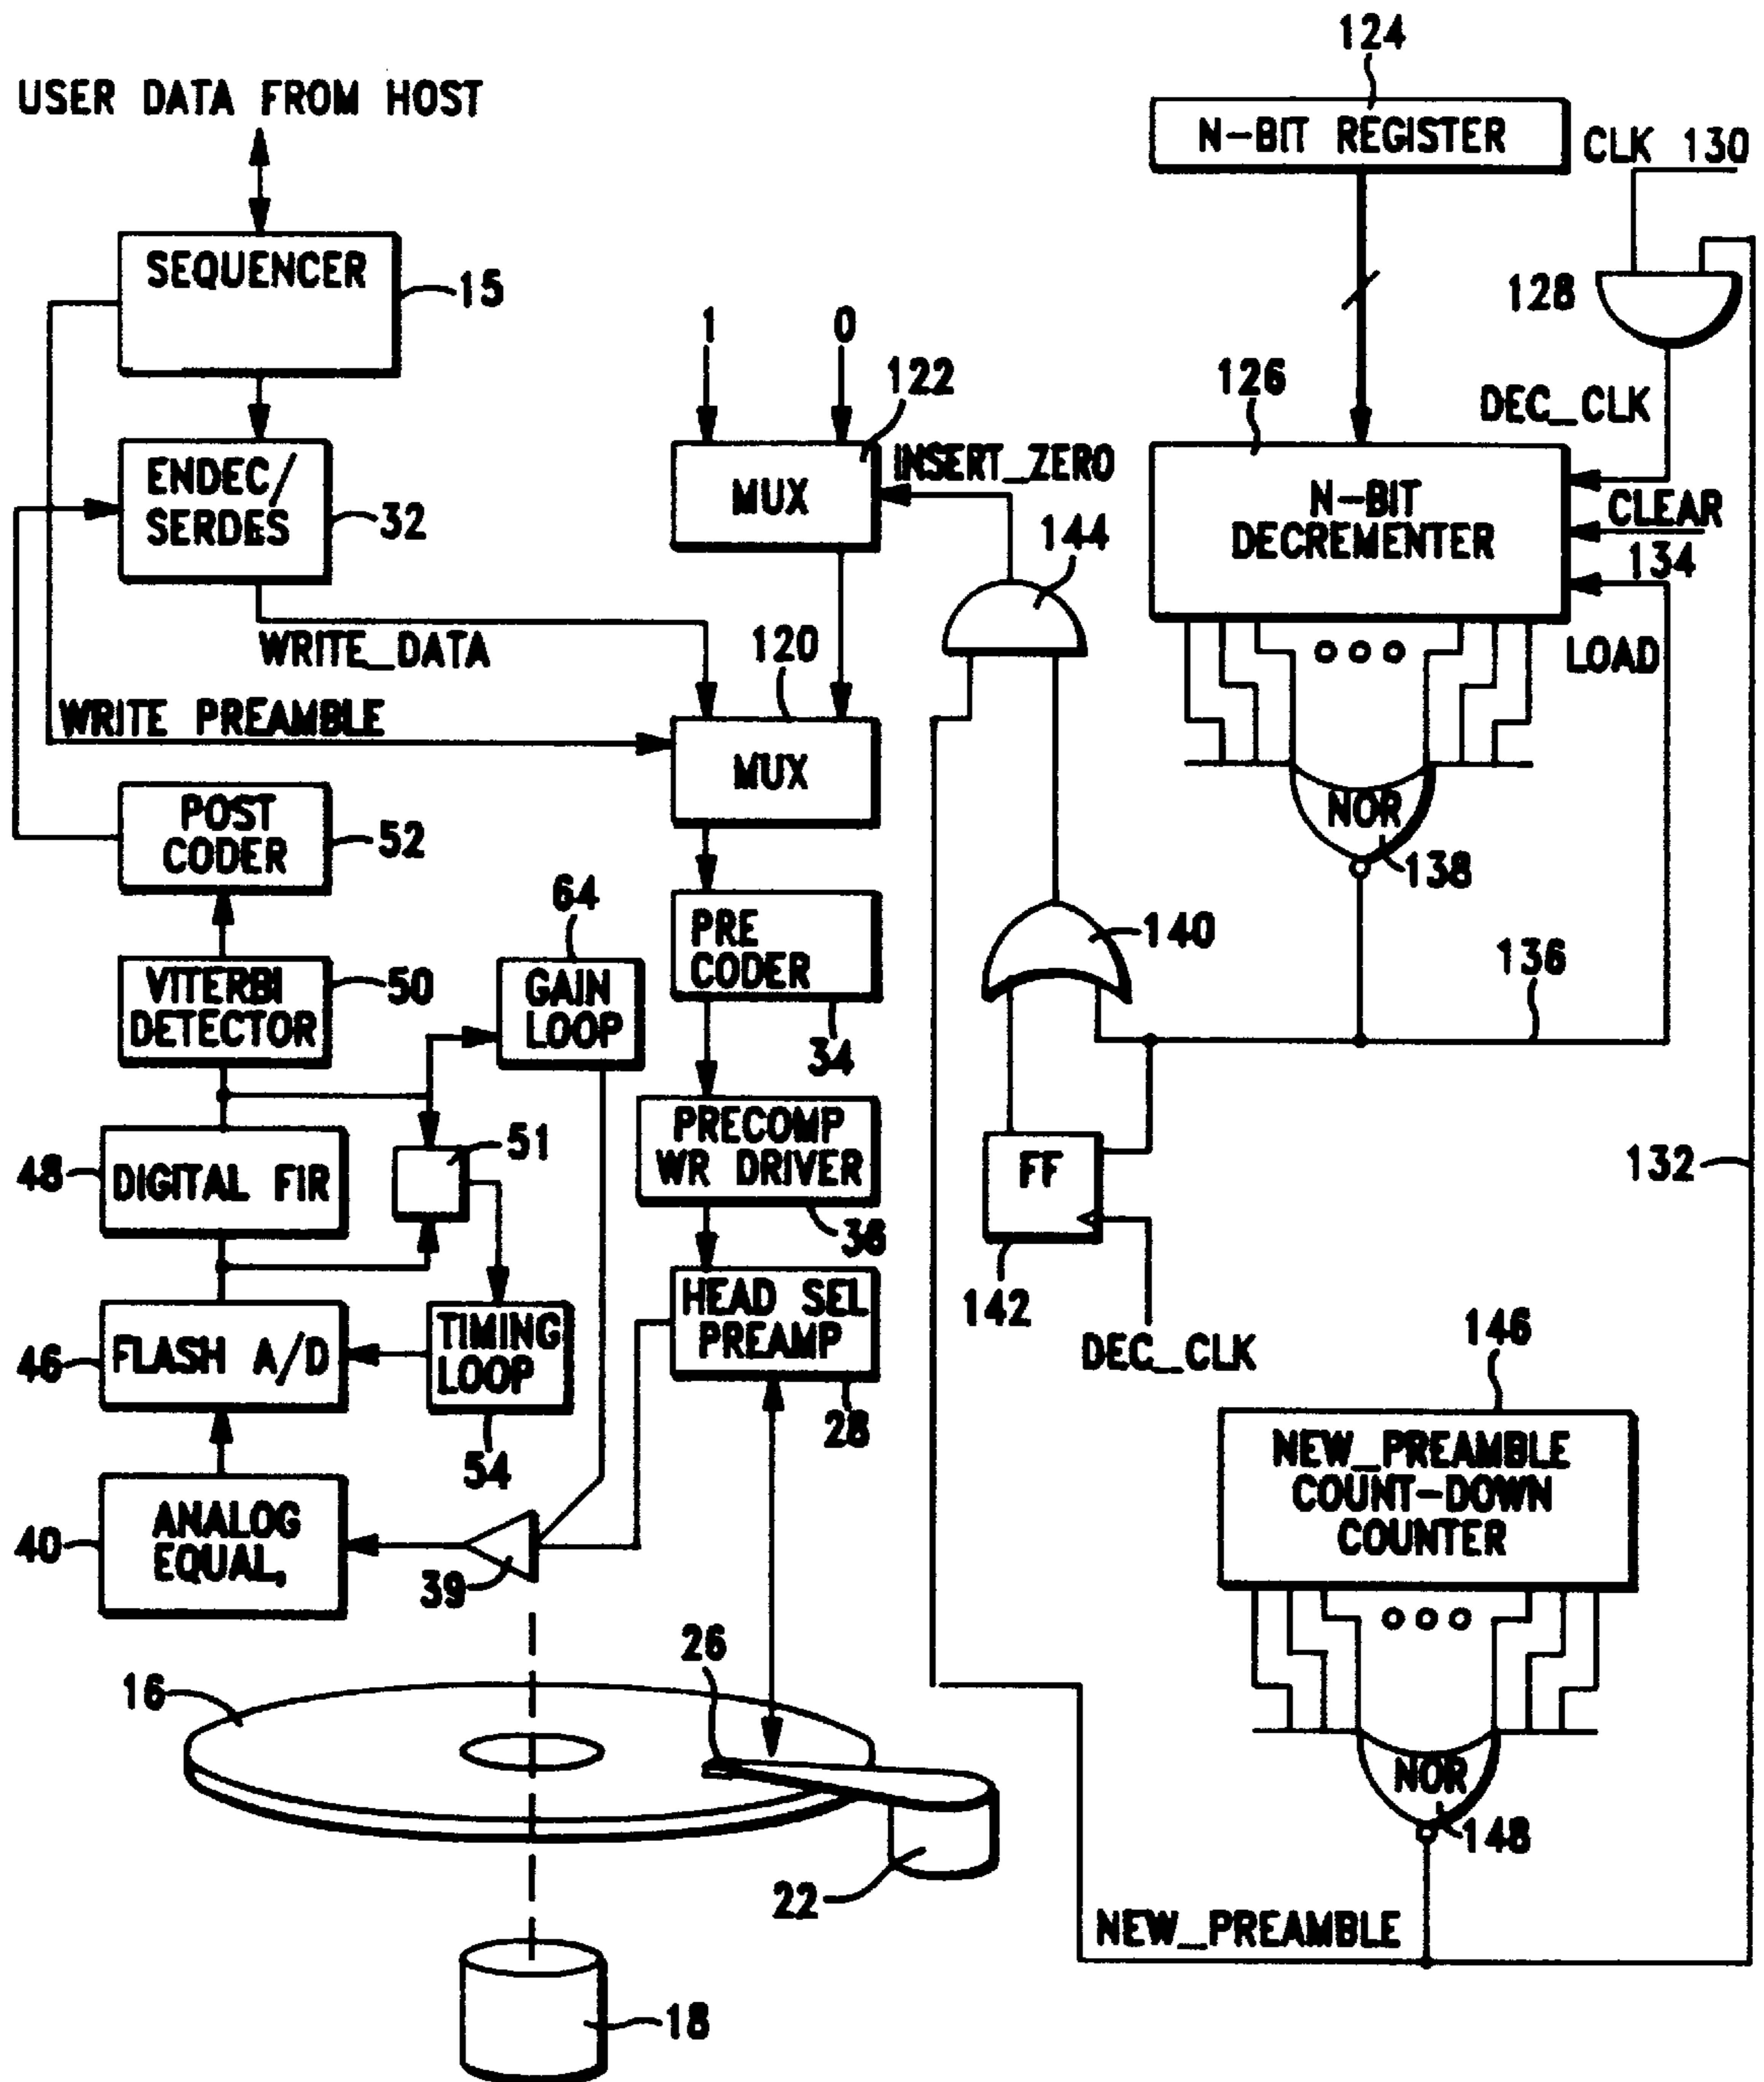 124
USER DATA FROM HOST
N-BIT REGISTER
CLK 130
SEQUENCER
15
128
1
0
122
126
DEC_CLK
ENDEC/
SERDES
32
MUX
INSERT_ZERO
N-BIT
DECREMENTER
CLEAR
134
144
WRITE_DATA
120
LOAD
WRITE PREAMBLE
MUX
POST
CODER
52
NOR
138
64
PRE
CODER
140
136
VITERBI
DETECTOR
50
GAIN
LOOP
34
48
DIGITAL FIR
51
PRECOMP
WR DRIVER
36
FF
132
142
46
FLASH A/D
TIMING
LOOP
54
HEAD SEL
PREAMP
28
DEC_CLK
146
40
ANALOG
EQUAL.
39
NEW_PREAMBLE
COUNT-DOWN
COUNTER
16
26
NOR
148
22
NEW_PREAMBLE
18